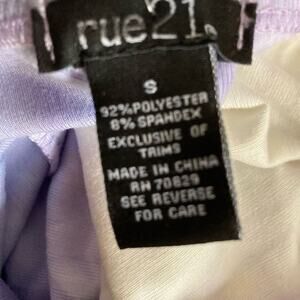 rue21.
S
92%POLYESTER
8% SPANDEX
EXCLUSIVE OF
TRIMS
MADE IN CHINA
RN 70829
SEE REVERSE
FOR CARE